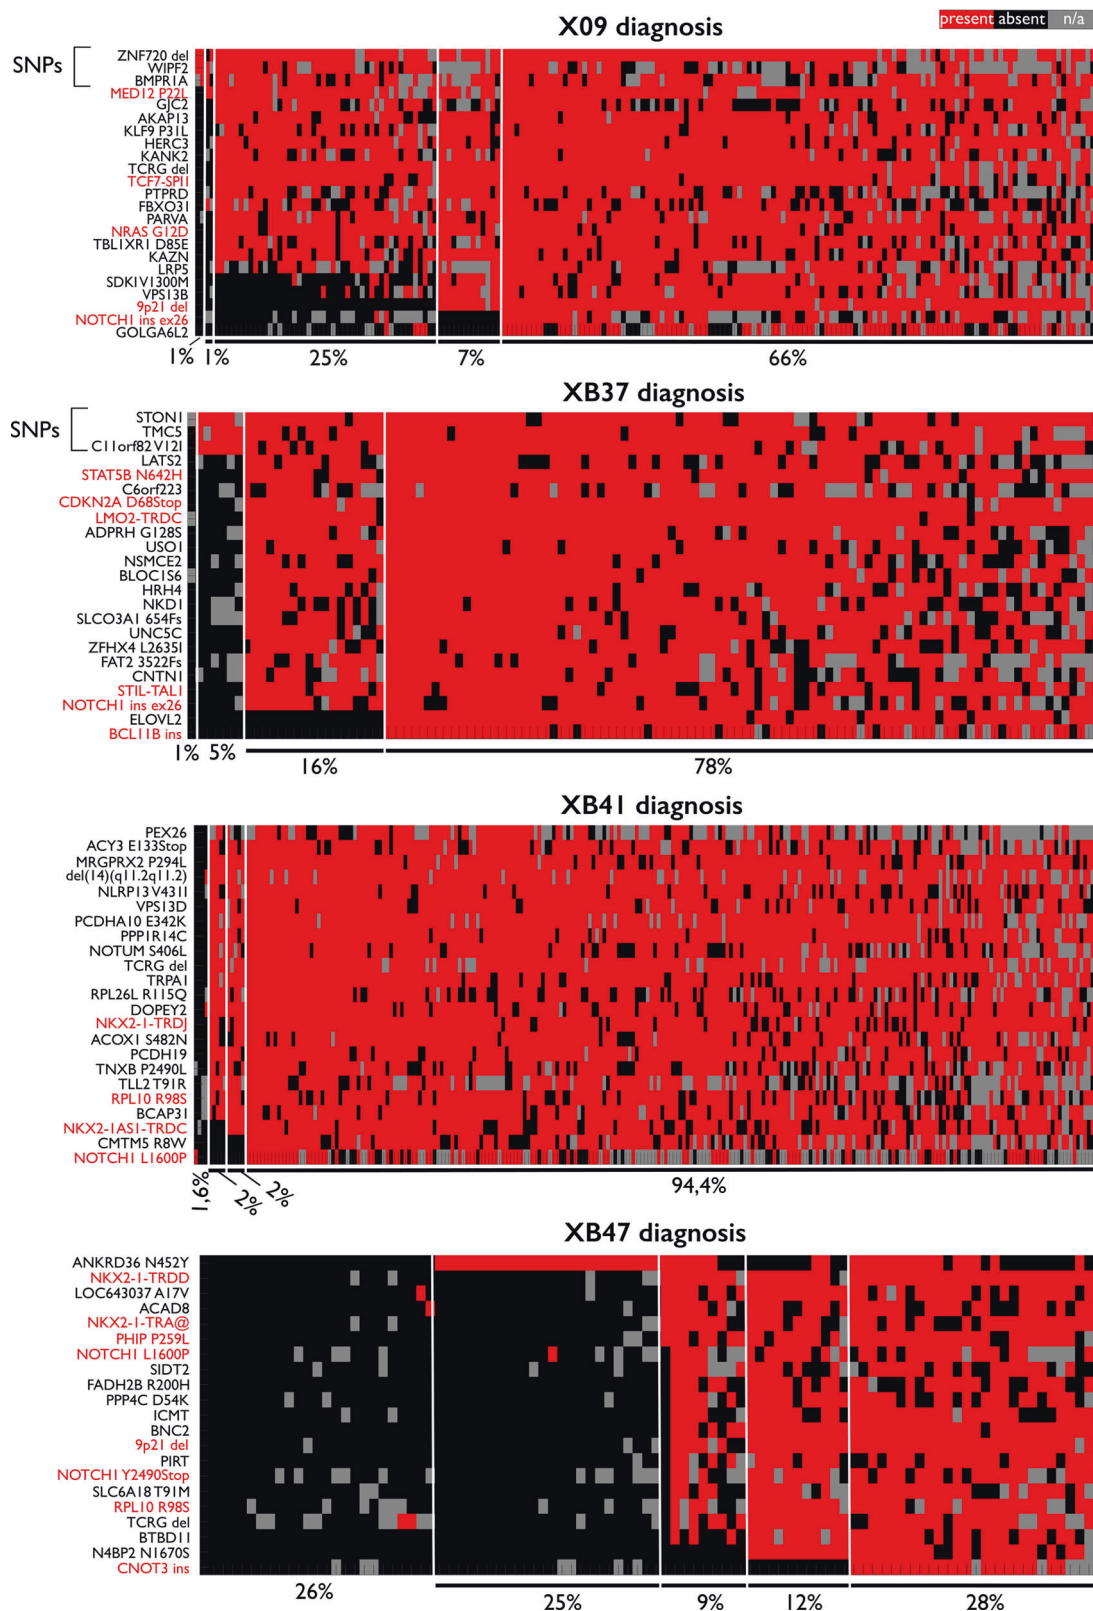 X09 diagnosis
present absent n/a
SNPs
ZNF720 del
WIPF2
BMPR1A
MED12 P22L
GJC2
AKAP13
KLF9 P31L
HERC3
KANK2
TCRG del
TCF7-SPI1
PTPRD
FBXO31
PARVA
NRAS G12D
TBL1XR1 D85E
KAZN
LRP5
SDK1V1300M
VPS13B
9p21 del
NOTCH1 ins ex26
GOLGA6L2
1% 1% 25% 7% 66%
XB37 diagnosis
SNPs
STON1
TMC5
C11orf82 V12I
LATS2
STAT5B N642H
C6orf223
CDKN2A D68Stop
LMO2-TRDC
ADPRH G128S
USO1
NSMCE2
BLOC1S6
HRH4
NKD1
SLCO3A1 654Fs
UNC5C
ZFHX4 L2635I
FAT2 3522Fs
CNTN1
STIL-TAL1
NOTCH1 ins ex26
ELOVL2
BCL11B ins
1% 5% 16% 78%
XB41 diagnosis
PEX26
ACY3 E133Stop
MRGPRX2 P294L
del(14)(q11.2q11.2)
NLRP13 V431I
VPS13D
PCDHA10 E342K
PPP1R14C
NOTUM S406L
TCRG del
TRPA1
RPL26L R115Q
DOPEY2
NKX2-1-TRDJ
ACOX1 S482N
PCDH19
TNXB P2490L
TLL2 T91R
RPL10 R98S
BCAP31
NKX2-1AS1-TRDC
CMTM5 R8W
NOTCH1 L1600P
1,6% 2% 2% 94,4%
XB47 diagnosis
ANKRD36 N452Y
NKX2-1-TRDD
LOC643037 A17V
ACAD8
NKX2-1-TRA@
PHIP P259L
NOTCH1 L1600P
SIDT2
FADH2B R200H
PPP4C D54K
ICMT
BNC2
9p21 del
PIRT
NOTCH1 Y2490Stop
SLC6A18 T91M
RPL10 R98S
TCRG del
BTBD11
N4BP2 N1670S
CNOT3 ins
26% 25% 9% 12% 28%